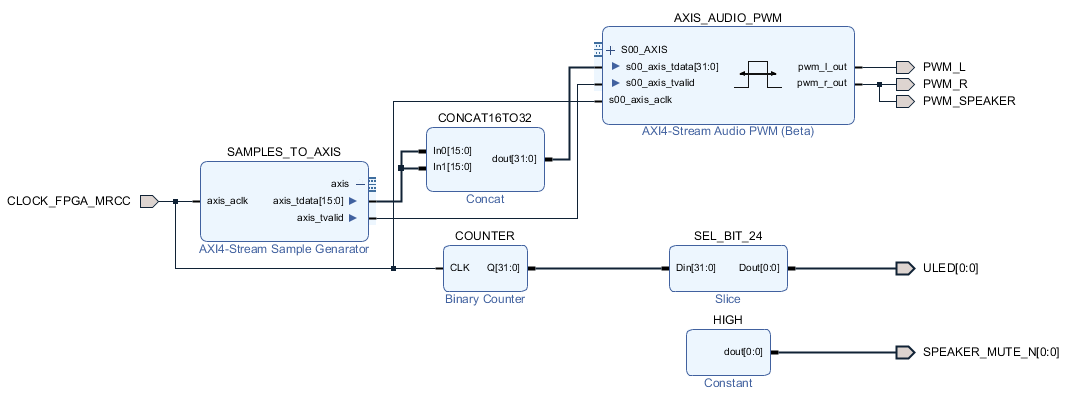 AXIS_AUDIO_PWM
S00_AXIS
s00_axis_tdata[31:0]
s00_axis_tvalid
s00_axis_aclk
pwm_l_out
pwm_r_out
AXI4-Stream Audio PWM (Beta)
PWM_L
PWM_R
PWM_SPEAKER
CONCAT16TO32
In0[15:0]
In1[15:0]
dout[31:0]
Concat
SAMPLES_TO_AXIS
CLOCK_FPGA_MRCC
axis_aclk
axis
axis_tdata[15:0]
axis_tvalid
AXI4-Stream Sample Genarator
COUNTER
CLK
Q[31:0]
Binary Counter
SEL_BIT_24
Din[31:0]
Dout[0:0]
Slice
ULED[0:0]
HIGH
dout[0:0]
Constant
SPEAKER_MUTE_N[0:0]